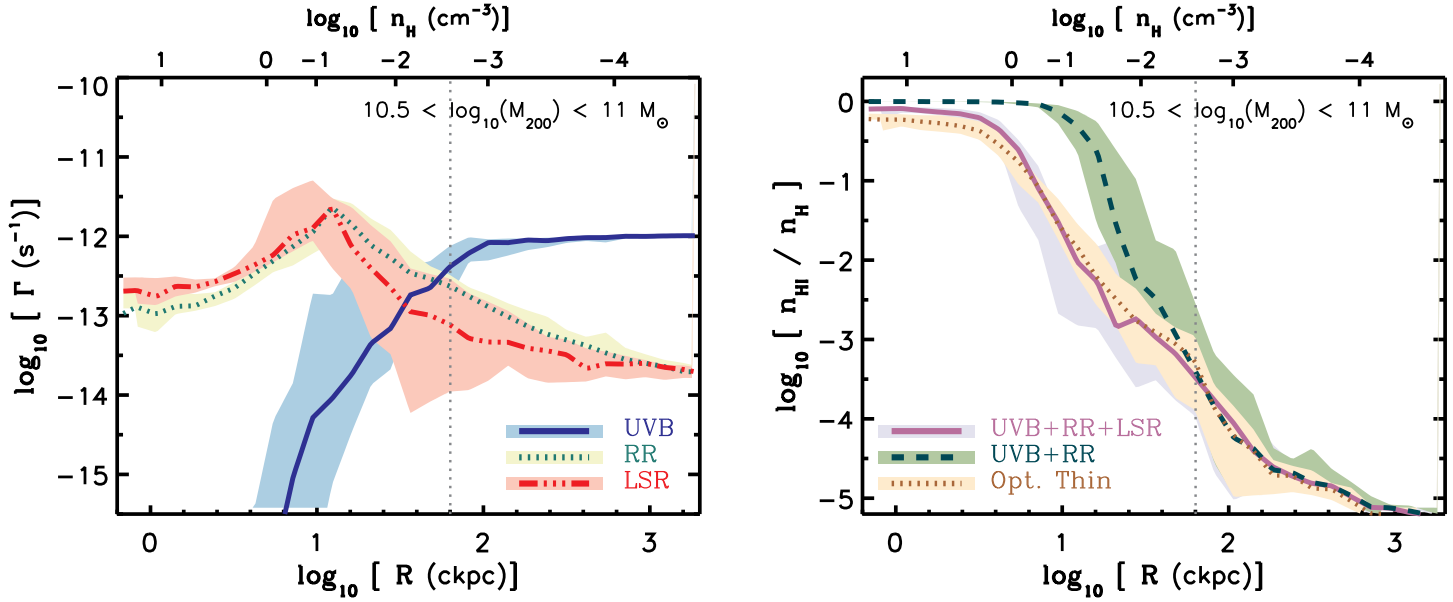 log10 [ nH (cm−3)]
1 0 −1 −2 −3 −4
10.5 < log10(M200) < 11 M⊙
log10 [ Γ (s−1)]
−10
−11
−12
−13
−14
−15
UVB
RR
LSR
0 1 2 3
log10 [ R (ckpc)]
log10 [ nH (cm−3)]
1 0 −1 −2 −3 −4
10.5 < log10(M200) < 11 M⊙
log10 [ nHI / nH ]
0
−1
−2
−3
−4
−5
UVB+RR+LSR
UVB+RR
Opt. Thin
0 1 2 3
log10 [ R (ckpc)]